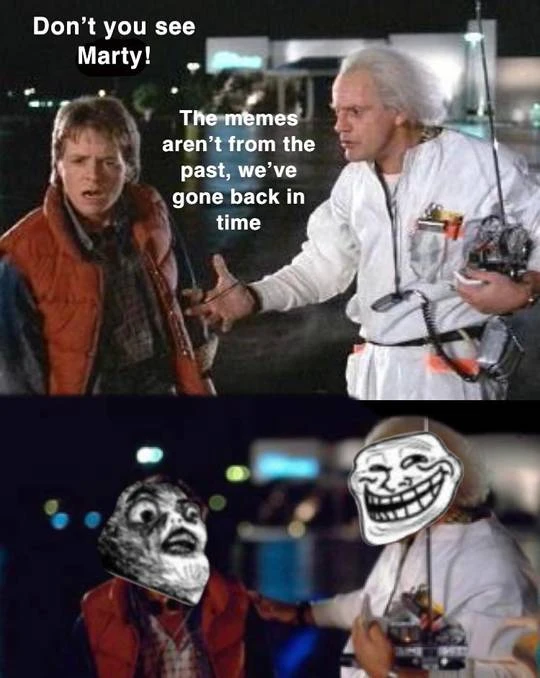 Don't you see
Marty!
The memes
aren't from the
past, we've
gone back in
time